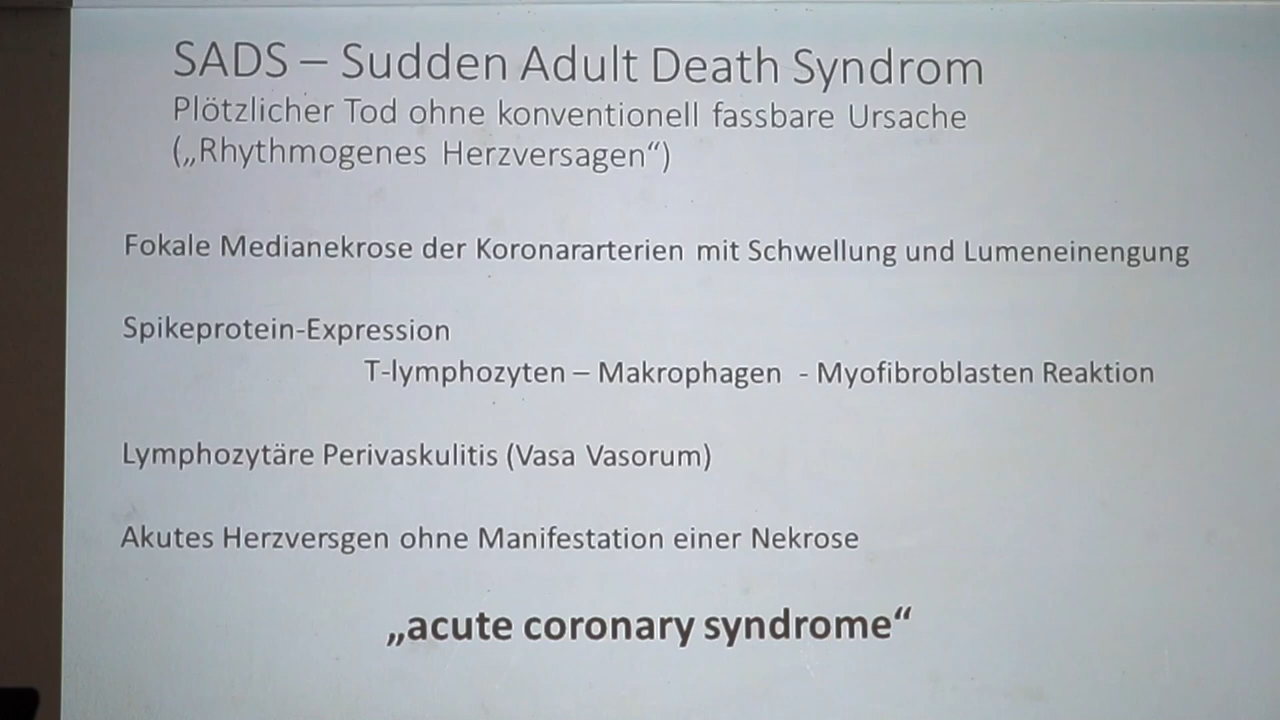 SADS – Sudden Adult Death Syndrom
Plötzlicher Tod ohne konventionell fassbare Ursache
(„Rhythmogenes Herzversagen“)
Fokale Medianekrose der Koronararterien mit Schwellung und Lumeneinengung
Spikeprotein-Expression
T-lymphozyten – Makrophagen - Myofibroblasten Reaktion
Lymphozytäre Perivaskulitis (Vasa Vasorum)
Akutes Herzversgen ohne Manifestation einer Nekrose
„acute coronary syndrome“